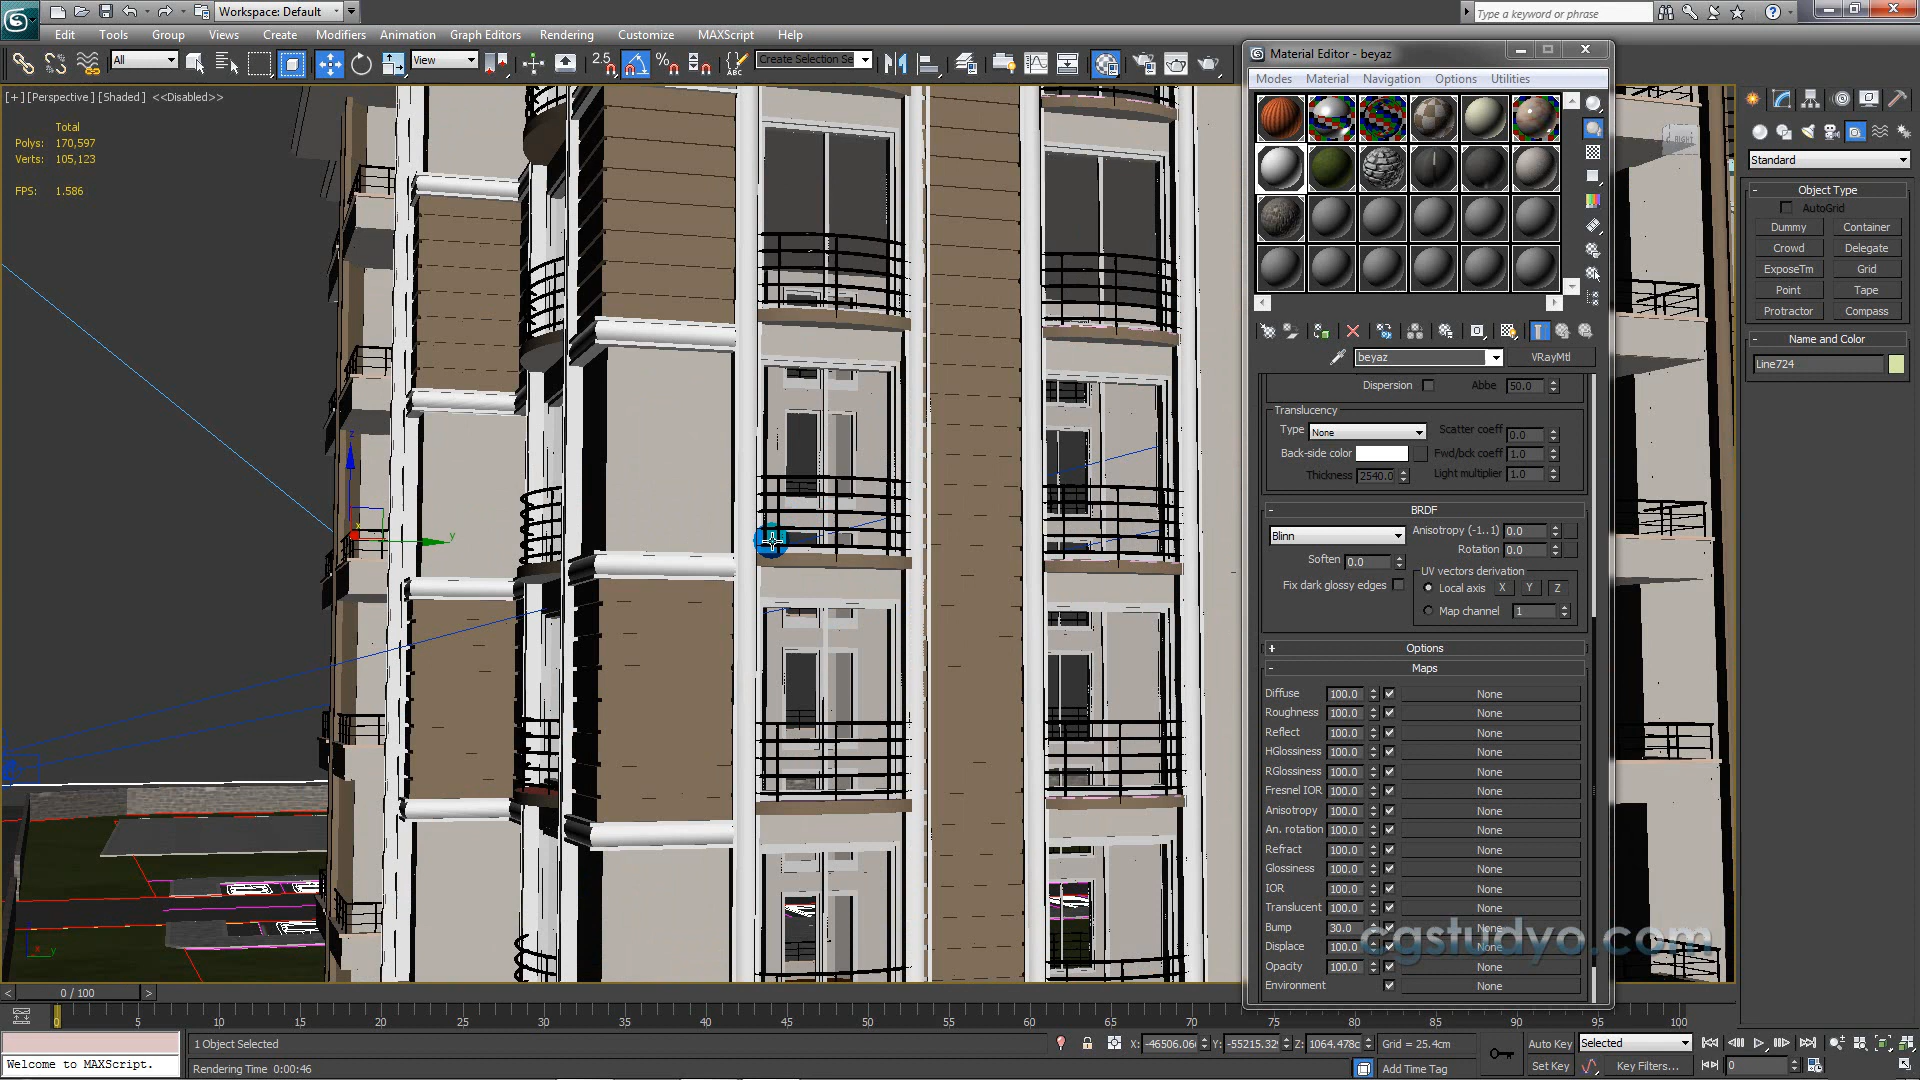 Workspace: Default
Type a keyword or phrase
Edit Tools Group Views Create Modifiers Animation Graph Editors Rendering Customize MAXScript Help
All View 2.5 Create Selection Se
[+] [Perspective] [Shaded] <<Disabled>>
Total
Polys: 170,597
Verts: 105,123
FPS: 1.586
Material Editor - beyaz
Modes Material Navigation Options Utilities
beyaz VRayMtl
Dispersion Abbe 50.0
Translucency
Type None Scatter coeff 0.0
Back-side color Fwd/bck coeff 1.0
Thickness 2540.0 Light multiplier 1.0
- BRDF
Blinn Anisotropy (-1..1) 0.0
Rotation 0.0
Soften 0.0
UV vectors derivation
Fix dark glossy edges Local axis X Y Z
Map channel 1
+ Options
- Maps
Diffuse 100.0 None
Roughness 100.0 None
Reflect 100.0 None
HGlossiness 100.0 None
RGlossiness 100.0 None
Fresnel IOR 100.0 None
Anisotropy 100.0 None
An. rotation 100.0 None
Refract 100.0 None
Glossiness 100.0 None
IOR 100.0 None
Translucent 100.0 None
Bump 30.0 None
Displace 100.0 None
Opacity 100.0 None
Environment None
cgstudyo.com
Standard
- Object Type
AutoGrid
Dummy Container
Crowd Delegate
ExposeTm Grid
Point Tape
Protractor Compass
- Name and Color
Line724
z
x
y
x y
< 0 / 100 >
0 5 10 15 20 25 30 35 40 45 50 55 60 65 70 75 80 85 90 95 100
1 Object Selected X: -46506.06 Y: -55215.32 Z: 1064.478c Grid = 25.4cm Auto Key Selected
Welcome to MAXScript. Rendering Time 0:00:46 Add Time Tag Set Key Key Filters... 0